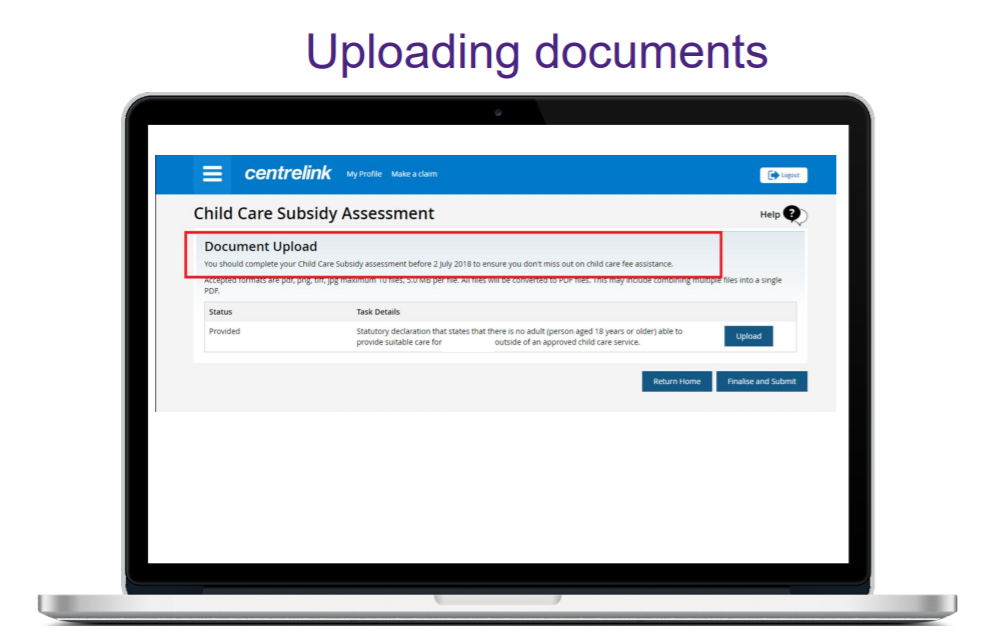 Uploading documents
centrelink My Profile Make a claim Logout
Child Care Subsidy Assessment Help ?
Document Upload
You should complete your Child Care Subsidy assessment before 2 July 2018 to ensure you don't miss out on child care fee assistance.
Accepted formats are pdf, png, tiff, jpg maximum 10 files, 5.0 MB per file. All files will be converted to PDF files. This may include combining multiple files into a single
PDF.
Status Task Details
Provided Statutory declaration that states that there is no adult (person aged 18 years or older) able to
provide suitable care for outside of an approved child care service.
Upload
Return Home Finalise and Submit